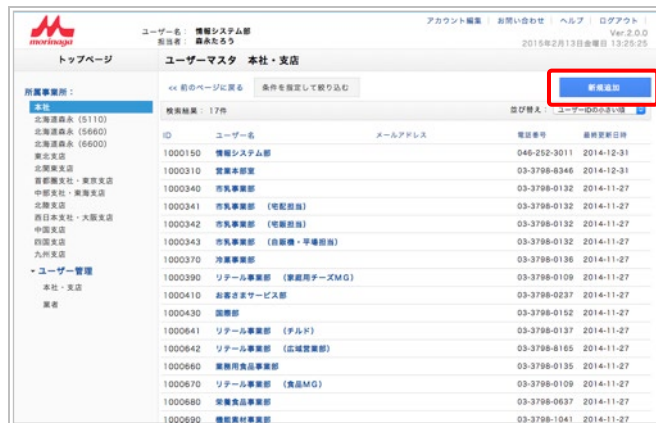 morinaga
ユーザー名： 情報システム部
担当者： 森永たろう
アカウント編集 | お問い合わせ | ヘルプ | ログアウト |
Ver.2.0.0
2015年2月13日金曜日 13:25:25
トップページ
ユーザーマスタ 本社・支店
所属事業所：
本社
北海道森永 (5110)
北海道森永 (5660)
北海道森永 (6600)
東北支店
北関東支店
首都圏支社・東京支店
中部支社・東海支店
北陸支店
西日本支社・大阪支店
中国支店
四国支店
九州支店
ユーザー管理
本社・支店
業者
<< 前のページに戻る 条件を指定して絞り込む 新規追加
検索結果： 17件 並び替え： ユーザーIDの小さい順
ID ユーザー名 メールアドレス 電話番号 最終更新日時
1000150 情報システム部 046-252-3011 2014-12-31
1000310 営業本部室 03-3798-8346 2014-12-31
1000340 市乳事業部 03-3798-0132 2014-11-27
1000341 市乳事業部 （宅配担当） 03-3798-0132 2014-11-27
1000342 市乳事業部 （宅販担当） 03-3798-0132 2014-11-27
1000343 市乳事業部 （自販機・平場担当） 03-3798-0132 2014-11-27
1000370 冷菓事業部 03-3798-0136 2014-11-27
1000390 リテール事業部 （家庭用チーズMG） 03-3798-0109 2014-11-27
1000410 お客さまサービス部 03-3798-0237 2014-11-27
1000430 国際部 03-3798-0152 2014-11-27
1000641 リテール事業部 （チルド） 03-3798-0137 2014-11-27
1000642 リテール事業部 （広域営業部） 03-3798-8165 2014-11-27
1000660 業務用食品事業部 03-3798-0135 2014-11-27
1000670 リテール事業部 （食品MG） 03-3798-0109 2014-11-27
1000680 栄養食品事業部 03-3798-0637 2014-11-27
1000690 機能素材事業部 03-3798-1041 2014-11-27